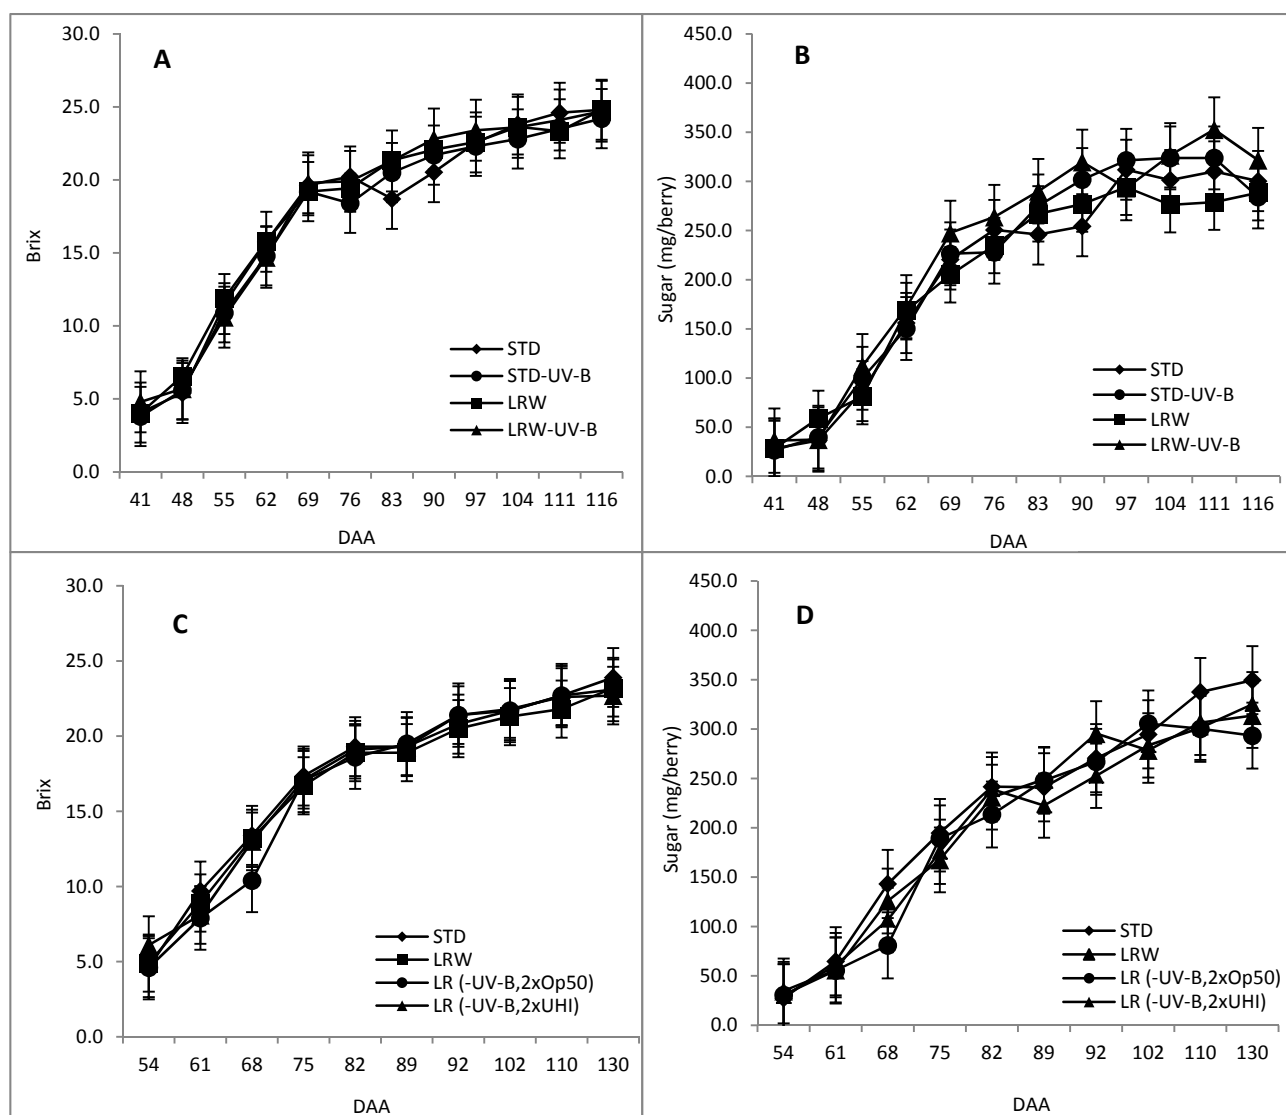 A
30.0
25.0
20.0
15.0
10.0
5.0
0.0
Brix
STD
STD-UV-B
LRW
LRW-UV-B
41 48 55 62 69 76 83 90 97 104 111 116
DAA
B
450.0
400.0
350.0
300.0
250.0
200.0
150.0
100.0
50.0
0.0
Sugar (mg/berry)
STD
STD-UV-B
LRW
LRW-UV-B
41 48 55 62 69 76 83 90 97 104 111 116
DAA
C
30.0
25.0
20.0
15.0
10.0
5.0
0.0
Brix
STD
LRW
LR (-UV-B,2xOp50)
LR (-UV-B,2xUHI)
54 61 68 75 82 89 92 102 110 130
DAA
D
450.0
400.0
350.0
300.0
250.0
200.0
150.0
100.0
50.0
0.0
Sugar (mg/berry)
STD
LRW
LR (-UV-B,2xOp50)
LR (-UV-B,2xUHI)
54 61 68 75 82 89 92 102 110 130
DAA